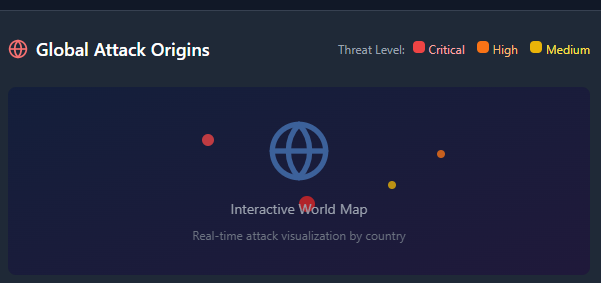 Global Attack Origins
Threat Level: Critical High Medium
Interactive World Map
Real-time attack visualization by country